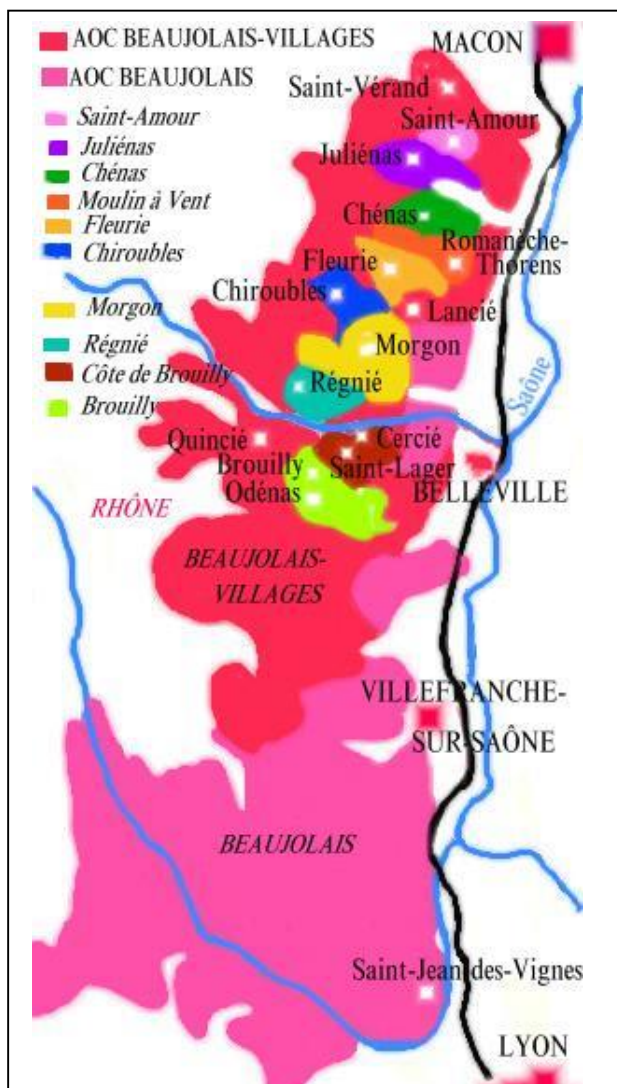 AOC BEAUJOLAIS-VILLAGES
AOC BEAUJOLAIS
Saint-Amour
Juliénas
Chénas
Moulin à Vent
Fleurie
Chiroubles
Morgon
Régnié
Côte de Brouilly
Brouilly
MACON
Saint-Vérand
Saint-Amour
Juliénas
Chénas
Romanèche-
Thorens
Fleurie
Chiroubles
Lancié
Morgon
Régnié
Saône
Quincié
Cercié
Brouilly
Saint-Lager
Odénas
BELLEVILLE
RHÔNE
BEAUJOLAIS-
VILLAGES
VILLEFRANCHE-
SUR-SAÔNE
BEAUJOLAIS
Saint-Jean-des-Vignes
LYON